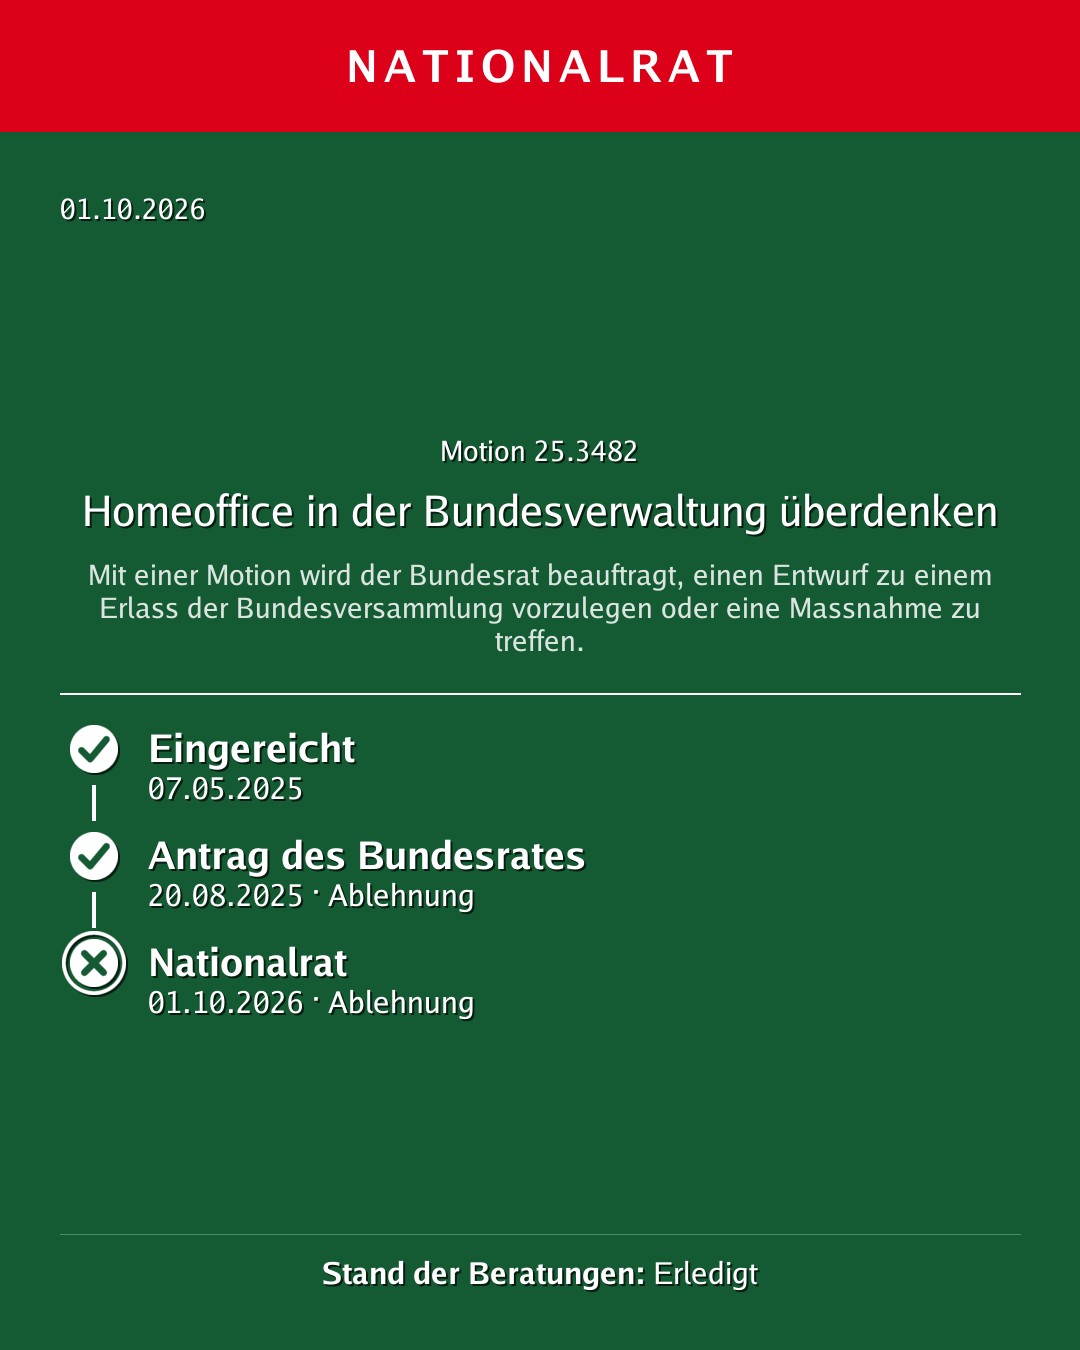 NATIONALRAT
01.10.2026
Motion 25.3482
Homeoffice in der Bundesverwaltung überdenken
Mit einer Motion wird der Bundesrat beauftragt, einen Entwurf zu einem
Erlass der Bundesversammlung vorzulegen oder eine Massnahme zu
treffen.
Eingereicht
07.05.2025
Antrag des Bundesrates
20.08.2025 · Ablehnung
Nationalrat
01.10.2026 · Ablehnung
Stand der Beratungen: Erledigt